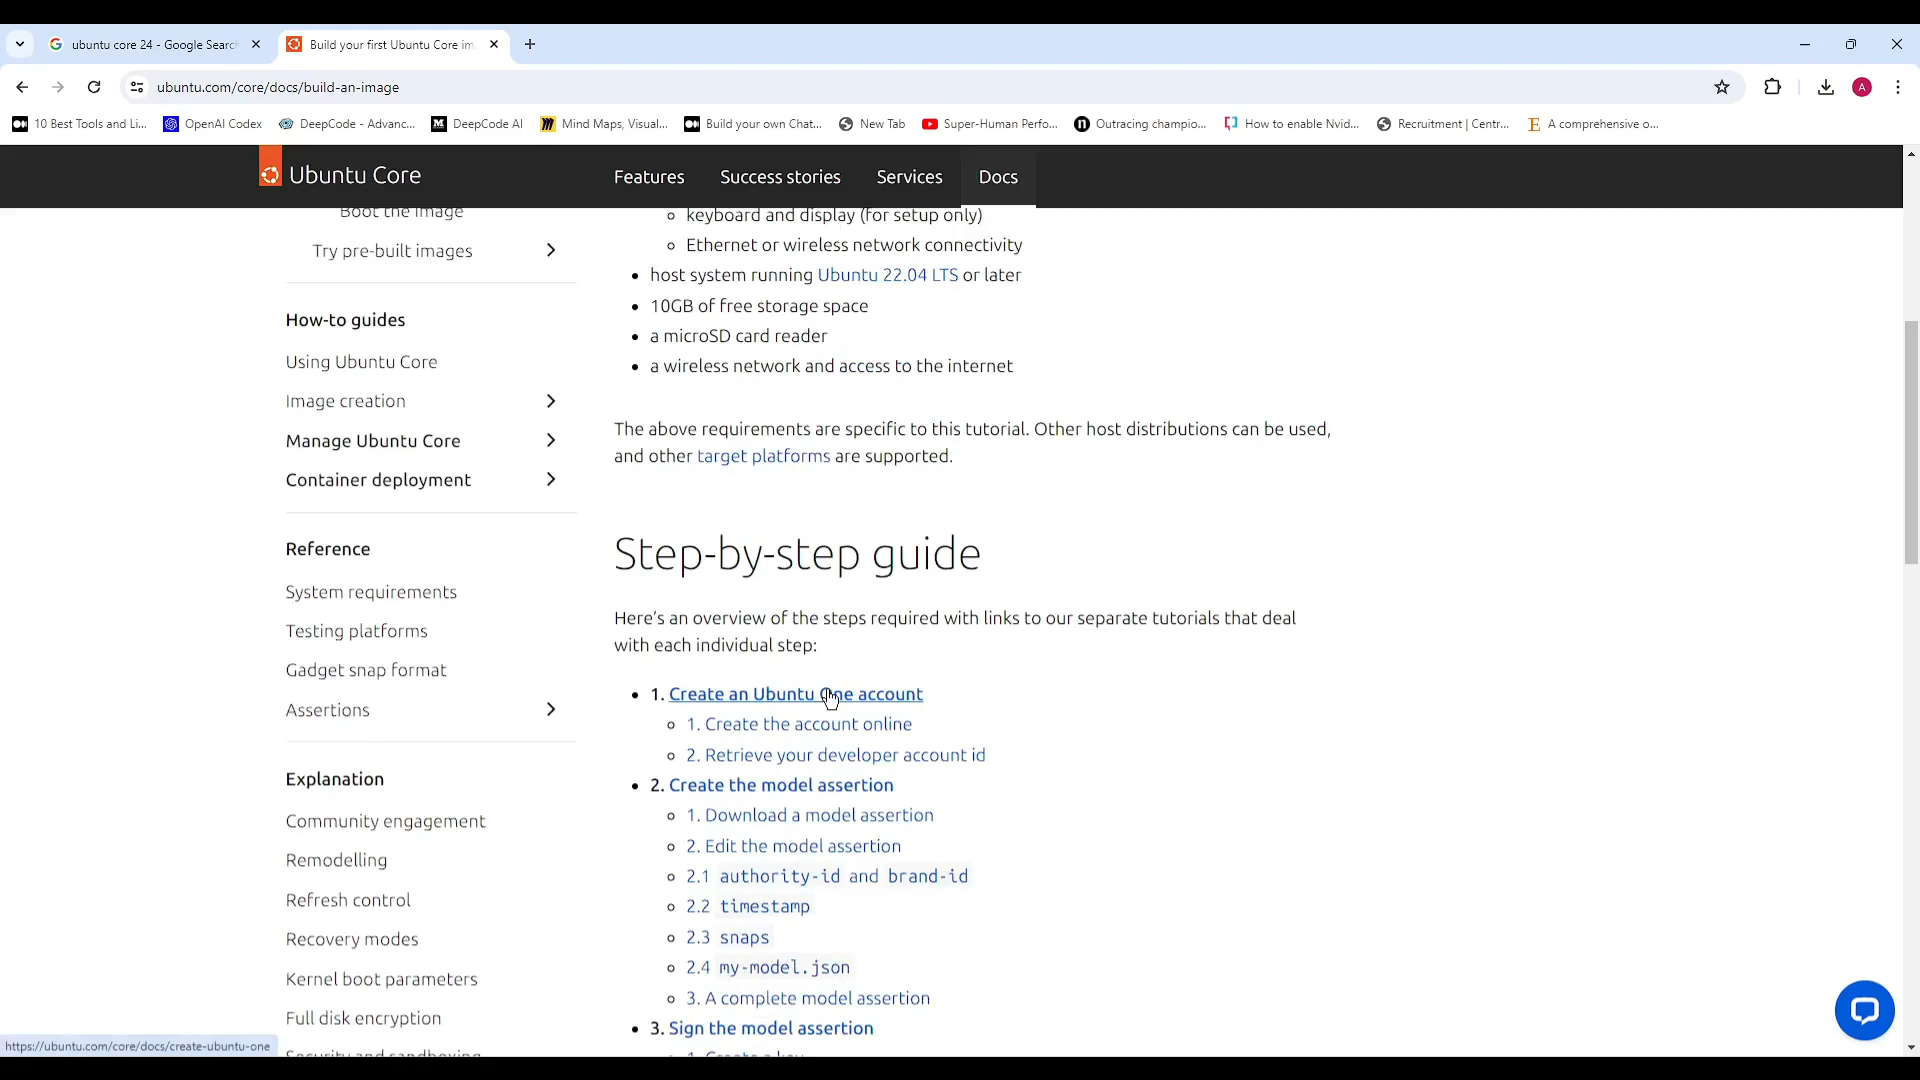 ubuntu core 24 - Google Search
Build your first Ubuntu Core im
ubuntu.com/core/docs/build-an-image
A
10 Best Tools and Li...
OpenAI Codex
DeepCode - Advanc...
DeepCode AI
Mind Maps, Visual...
Build your own Chat...
New Tab
Super-Human Perfo...
Outracing champio...
How to enable Nvid...
Recruitment | Centr...
A comprehensive o...
Ubuntu Core
Features
Success stories
Services
Docs
Boot the image
Try pre-built images
How-to guides
Using Ubuntu Core
Image creation
Manage Ubuntu Core
Container deployment
Reference
System requirements
Testing platforms
Gadget snap format
Assertions
Explanation
Community engagement
Remodelling
Refresh control
Recovery modes
Kernel boot parameters
Full disk encryption
Security and sandboxing
keyboard and display (for setup only)
Ethernet or wireless network connectivity
host system running Ubuntu 22.04 LTS or later
10GB of free storage space
a microSD card reader
a wireless network and access to the internet
The above requirements are specific to this tutorial. Other host distributions can be used,
and other target platforms are supported.
Step-by-step guide
Here's an overview of the steps required with links to our separate tutorials that deal
with each individual step:
1. Create an Ubuntu One account
1. Create the account online
2. Retrieve your developer account id
2. Create the model assertion
1. Download a model assertion
2. Edit the model assertion
2.1 authority-id and brand-id
2.2 timestamp
2.3 snaps
2.4 my-model.json
3. A complete model assertion
3. Sign the model assertion
1. Create a key
https://ubuntu.com/core/docs/create-ubuntu-one